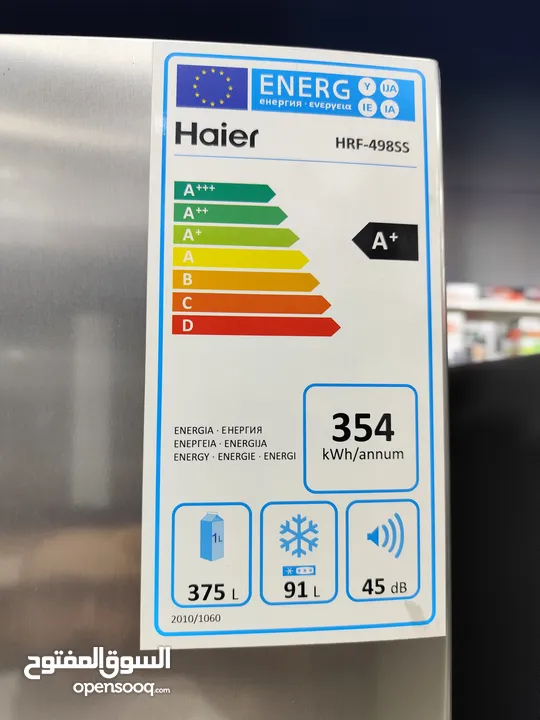 ENERG Y IJA
IE IA
енергия · ενεργεια
Haier
HRF-498SS
A+++
A++
A+
A
B
C
D
A+
354
kWh/annum
ENERGIA · ЕНЕРГИЯ
ΕΝΕΡΓΕΙΑ · ENERGIJA
ENERGY · ENERGIE · ENERGI
1L
375 L
91 L
45 dB
2010/1060
السوق المفتوح
opensooq.com